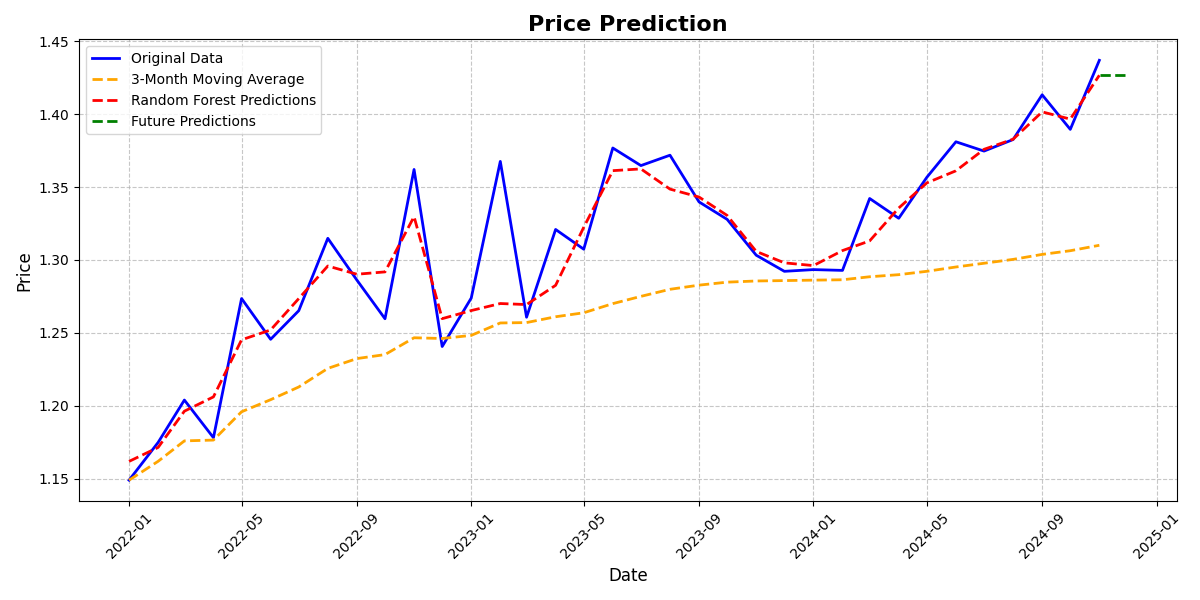 Price Prediction
Original Data
3-Month Moving Average
Random Forest Predictions
Future Predictions
Price
1.45
1.40
1.35
1.30
1.25
1.20
1.15
2022-01
2022-05
2022-09
2023-01
2023-05
2023-09
2024-01
2024-05
2024-09
2025-01
Date